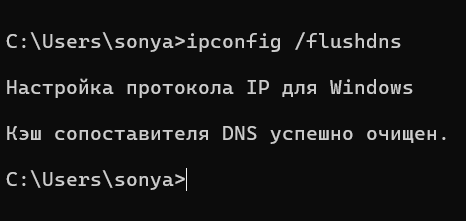 C:\Users\sonya>ipconfig /flushdns
Настройка протокола IP для Windows
Кэш сопоставителя DNS успешно очищен.
C:\Users\sonya>